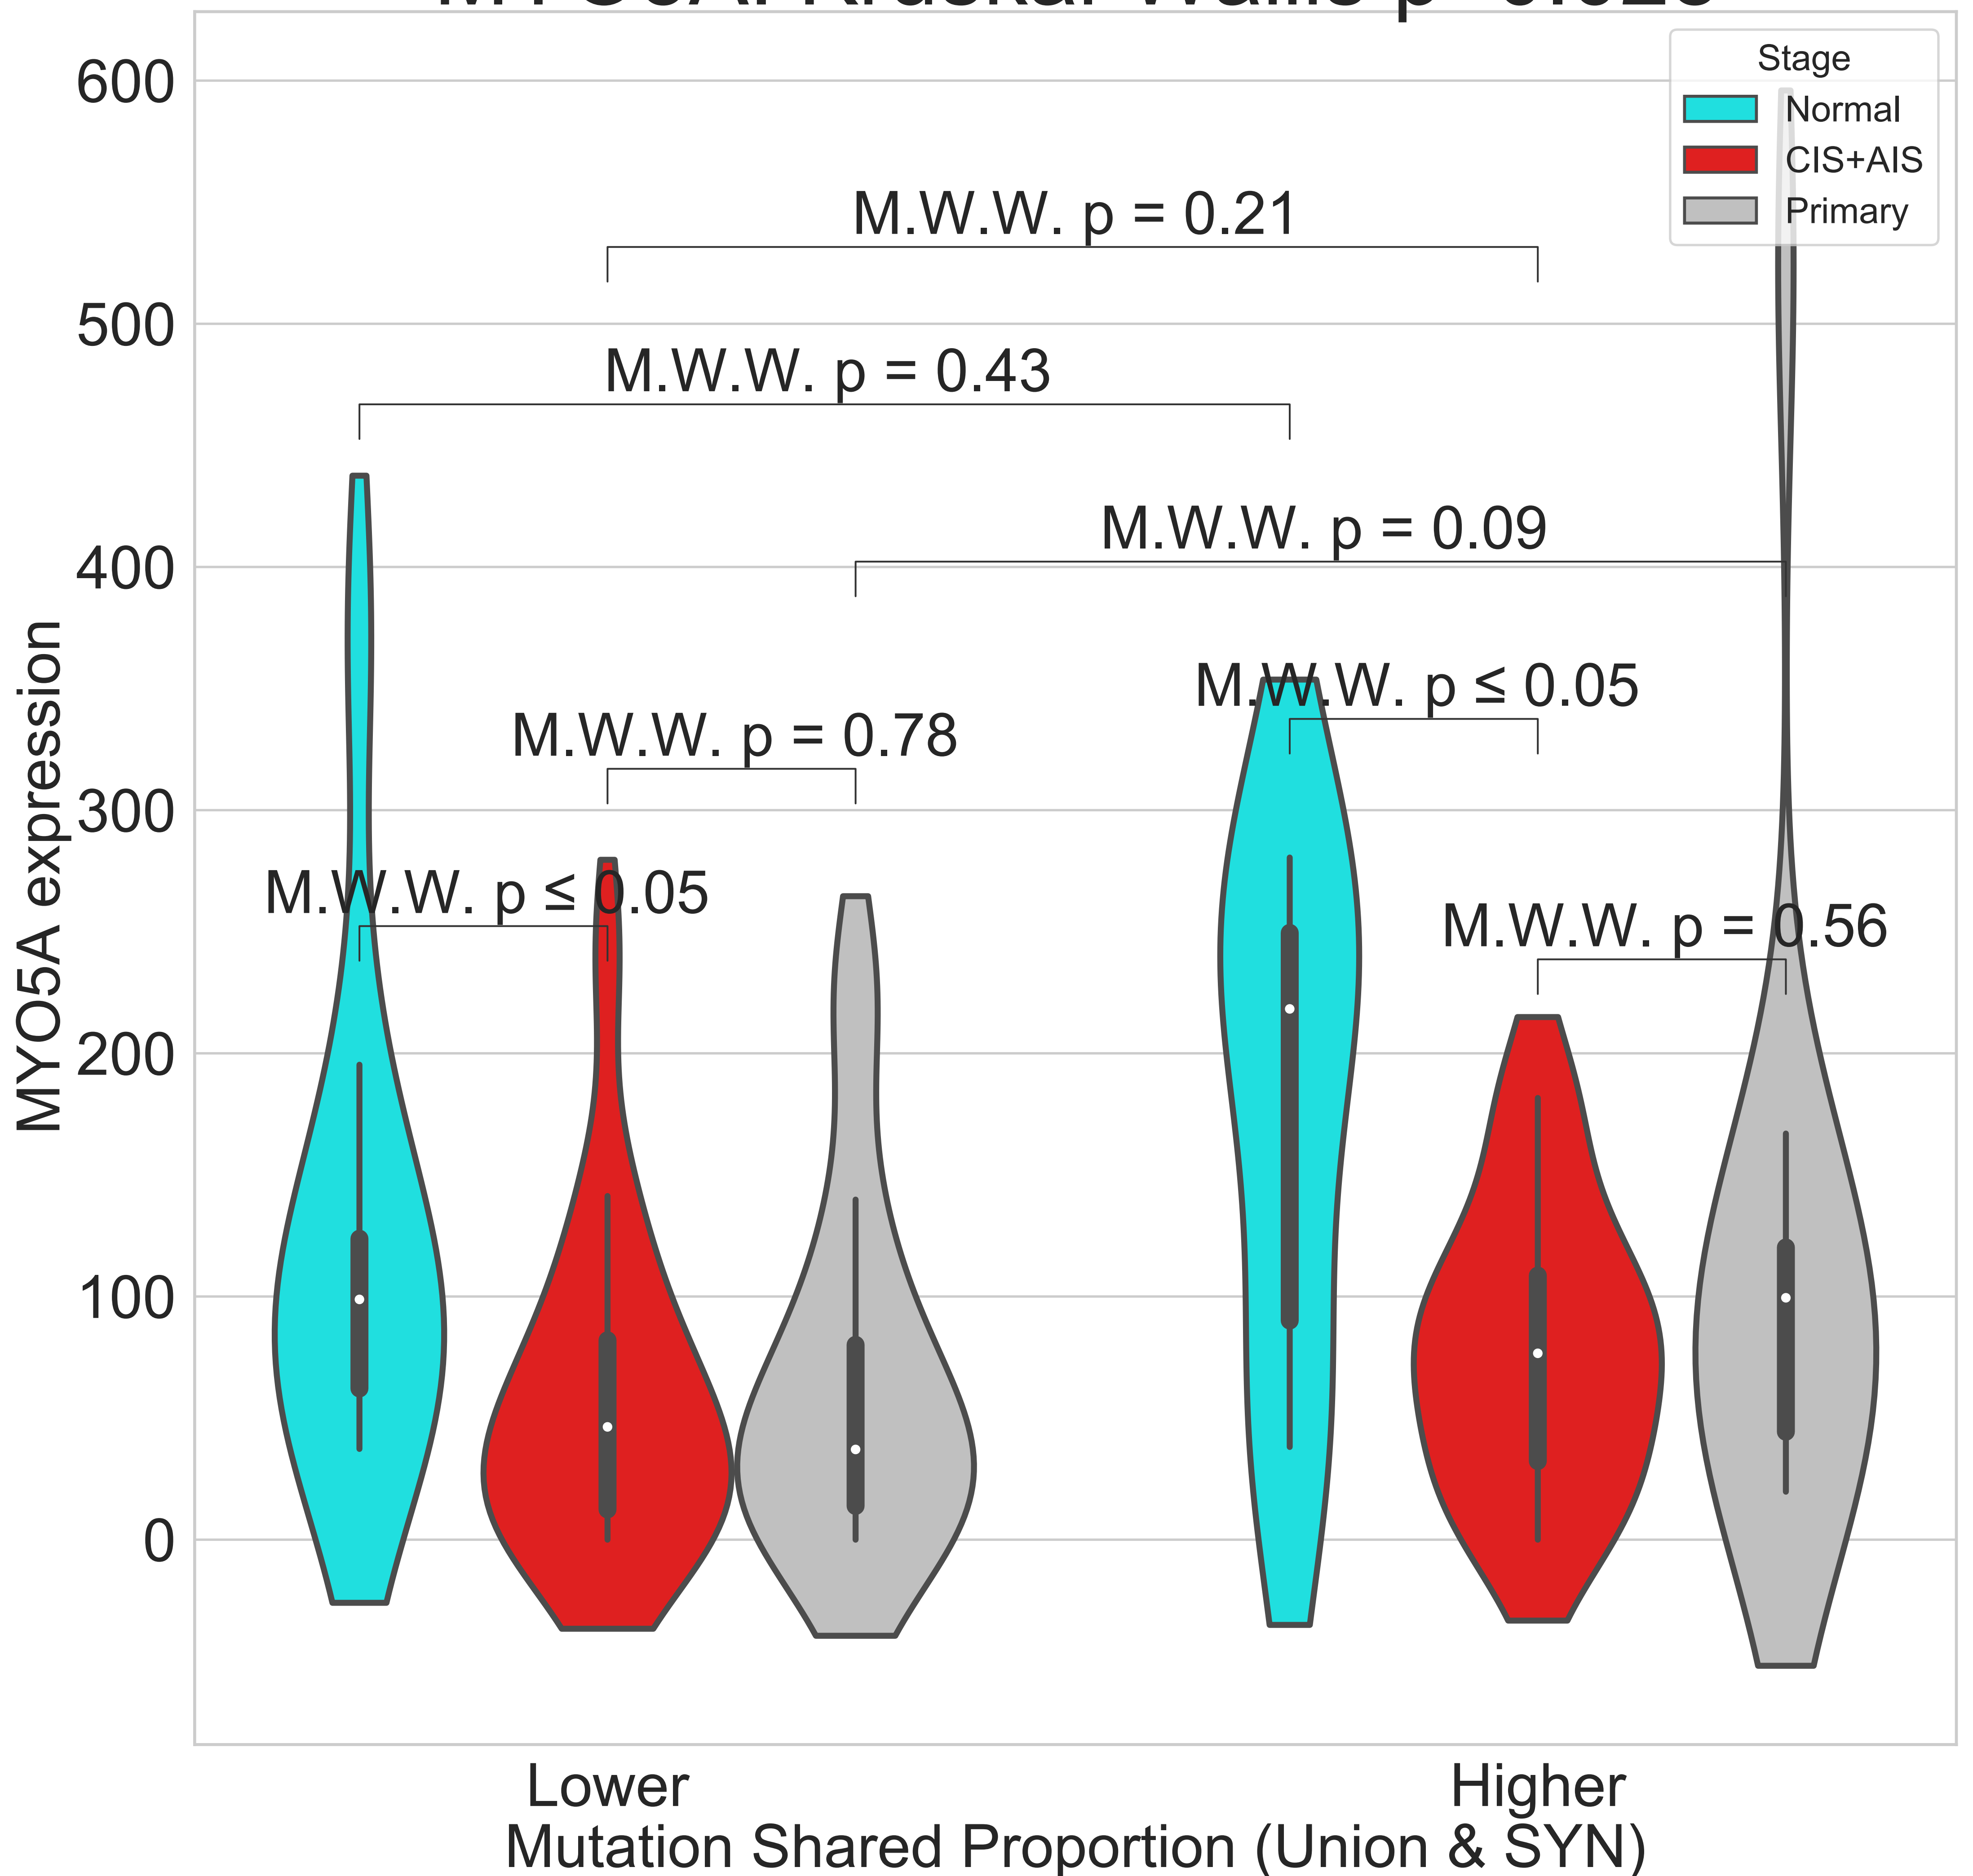 Stage
Normal
CIS+AIS
Primary
600
500
400
300
200
100
0
MYO5A expression
M.W.W. p = 0.21
M.W.W. p = 0.43
M.W.W. p = 0.09
M.W.W. p ≤ 0.05
M.W.W. p = 0.78
M.W.W. p ≤ 0.05
M.W.W. p = 0.56
Lower
Higher
Mutation Shared Proportion (Union & SYN)